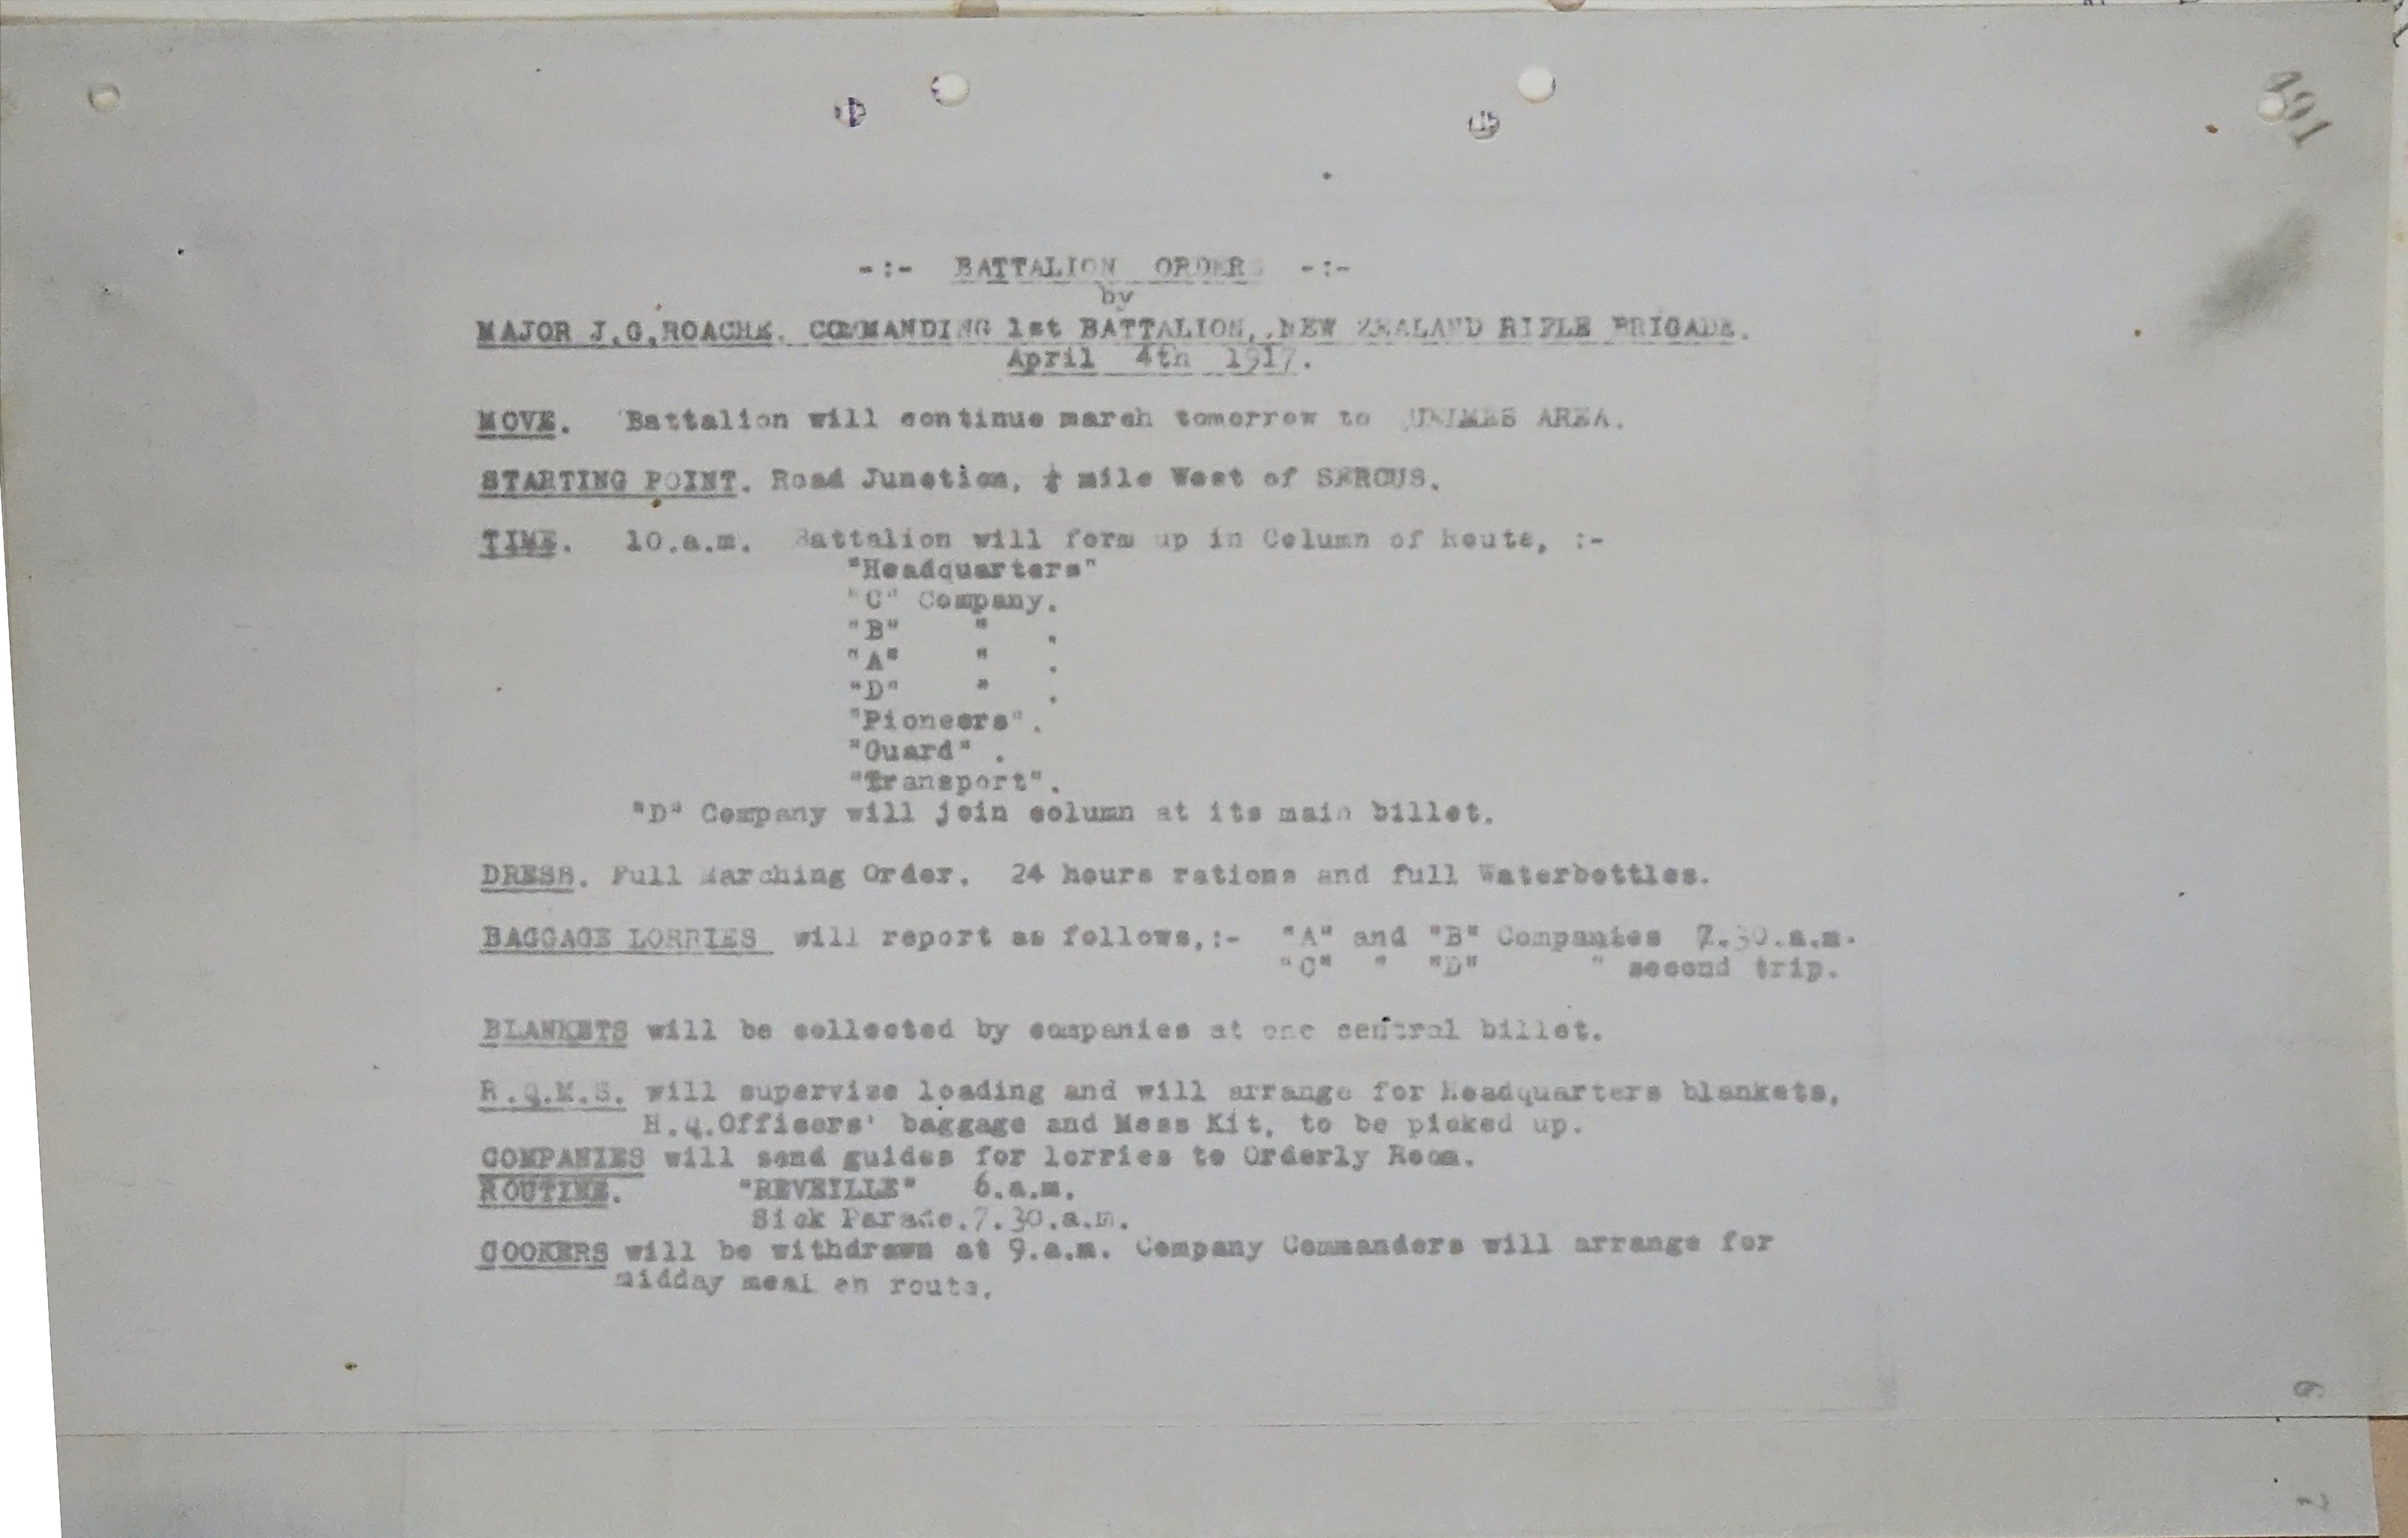 391
-:- BATTALION ORDERS -:-
by
MAJOR J.G.ROACHE. COMMANDING 1st BATTALION,.NEW ZEALAND RIFLE BRIGADE.
April 4th 1917.
MOVE. Battalion will continue march tomorrow to AREA.
STARTING POINT. Road Junction, mile West of SERCUS.
TIME. 10.a.m. Battalion will form up in Column of Route, :-
"Headquarters"
"C" Company.
"B" " .
"A" " .
"D" " .
"Pioneers".
"Guard" .
"Transport".
"D" Company will join column at its main billet.
DRESS. Full Marching Order. 24 hours rations and full Waterbottles.
BAGGAGE LORRIES will report as follows,:- "A" and "B" Companies 7.30.a.m.
"C" " "D" " second trip.
BLANKETS will be collected by companies at one central billet.
R.Q.M.S. will supervise loading and will arrange for Headquarters blankets,
H.Q.Officers' baggage and Mess Kit, to be picked up.
COMPANIES will send guides for lorries to Orderly Room.
ROUTINE. "REVEILLE" 6.a.m.
Sick Parade.7.30.a.m.
COOKERS will be withdrawn at 9.a.m. Company Commanders will arrange for
midday meal en route.